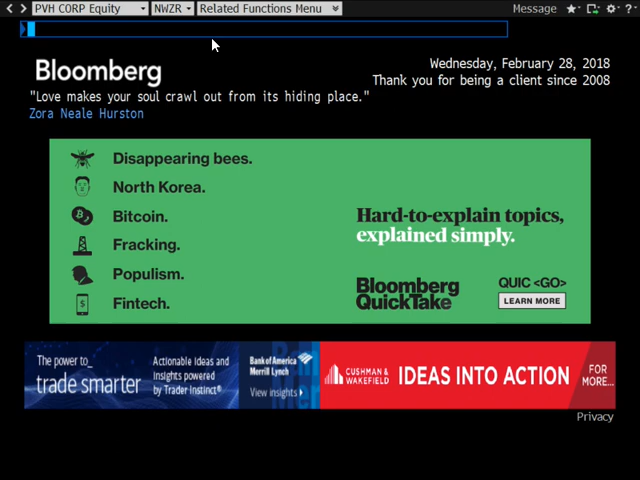 PVH CORP Equity NWZR Related Functions Menu Message ?
Bloomberg
Wednesday, February 28, 2018
Thank you for being a client since 2008
"Love makes your soul crawl out from its hiding place."
Zora Neale Hurston
Disappearing bees.
North Korea.
Bitcoin.
Fracking.
Populism.
Fintech.
Hard-to-explain topics,
explained simply.
Bloomberg
QuickTake
QUIC <GO>
LEARN MORE
The power to_
trade smarter
Actionable Ideas and
Insights powered
by Trader Instinct®
Bank of America
Merrill Lynch
View insights
CUSHMAN &
WAKEFIELD
IDEAS INTO ACTION
FOR
MORE...
Privacy